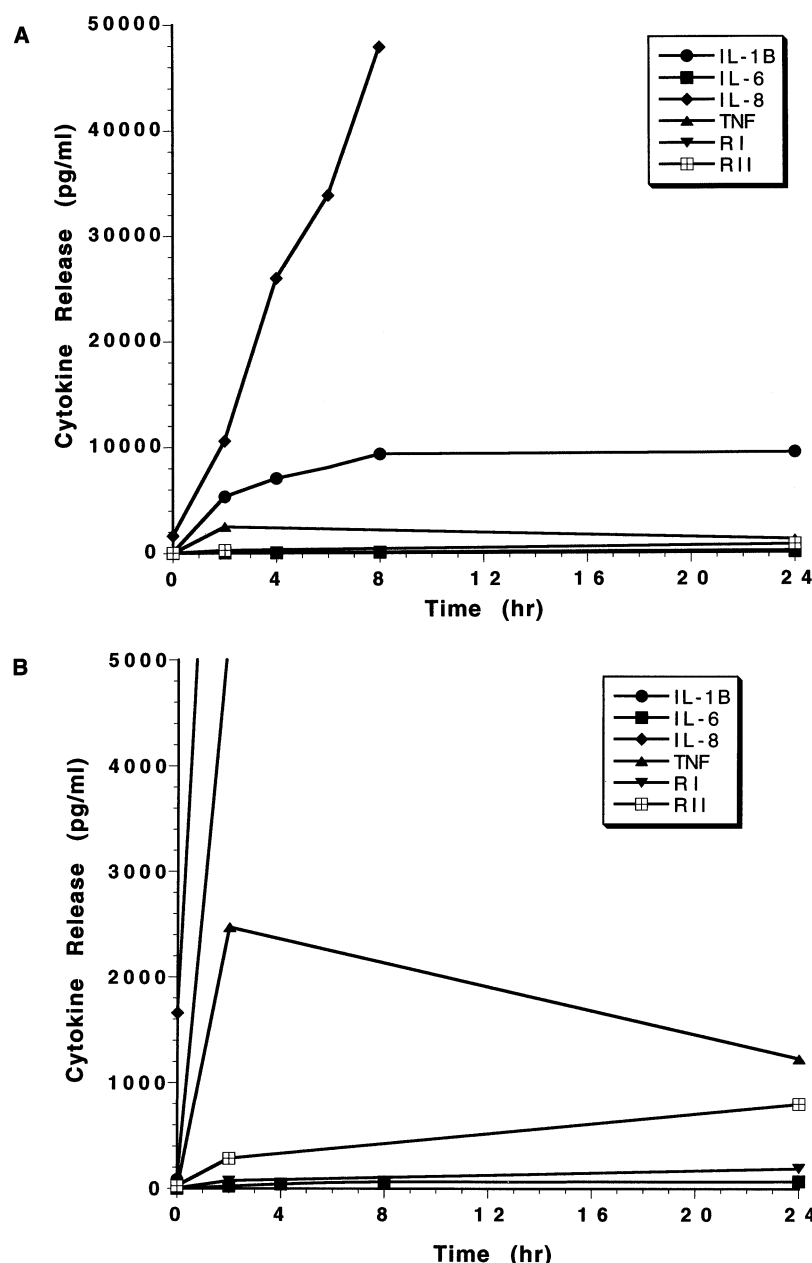 A
50000
40000
30000
20000
10000
0
Cytokine Release (pg/ml)
0 4 8 12 16 20 24
Time (hr)
IL-1B
IL-6
IL-8
TNF
RI
RII
B
5000
4000
3000
2000
1000
0
Cytokine Release (pg/ml)
0 4 8 12 16 20 24
Time (hr)
IL-1B
IL-6
IL-8
TNF
RI
RII